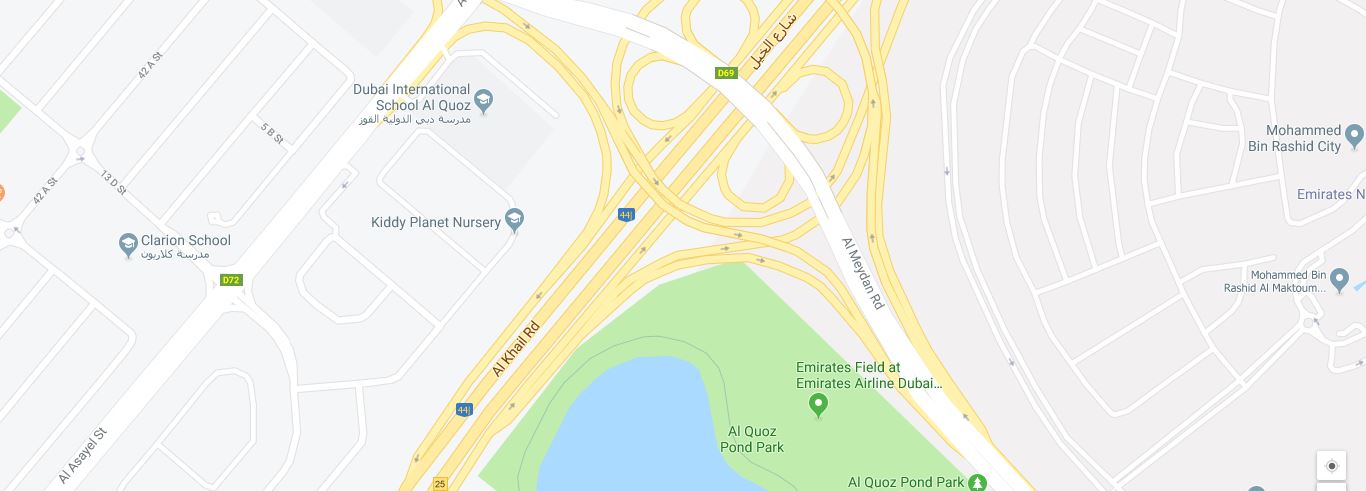 شارع الخيل
42 A St
D69
Dubai International
School Al Quoz
مدرسة دبي الدولية القوز
5 B St
Mohammed
Bin Rashid City
13 D St
42 A St
Emirates N
44
Kiddy Planet Nursery
Clarion School
مدرسة كلاريون
D72
Al Meydan Rd
Mohammed Bin
Rashid Al Maktoum...
Al Khail Rd
Emirates Field at
Emirates Airline Dubai...
44
Al Quoz
Pond Park
Al Asayel St
25
Al Quoz Pond Park